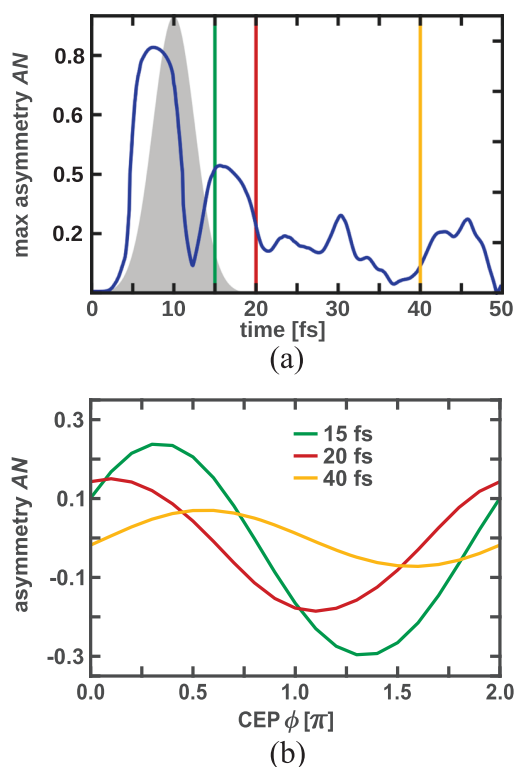 max asymmetry AN
0.8
0.6
0.5
0.2
0 10 20 30 40 50
time [fs]
(a)
asymmetry AN
0.3
0.1
-0.1
-0.3
15 fs
20 fs
40 fs
0.0 0.5 1.0 1.5 2.0
CEP ϕ [π]
(b)